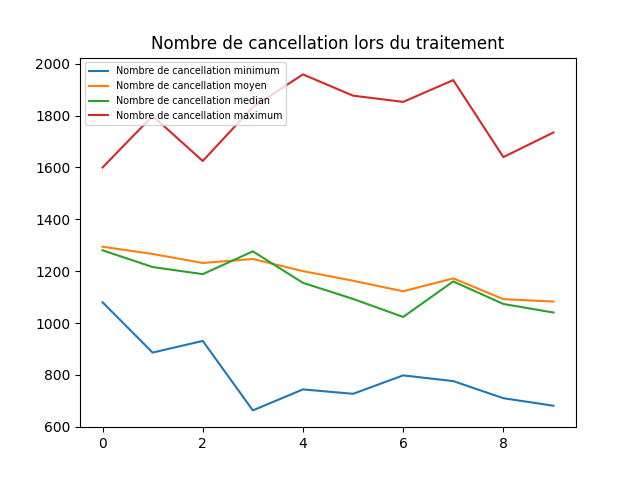 Nombre de cancellation lors du traitement
Nombre de cancellation minimum
Nombre de cancellation moyen
Nombre de cancellation median
Nombre de cancellation maximum
2000
1800
1600
1400
1200
1000
800
600
0 2 4 6 8